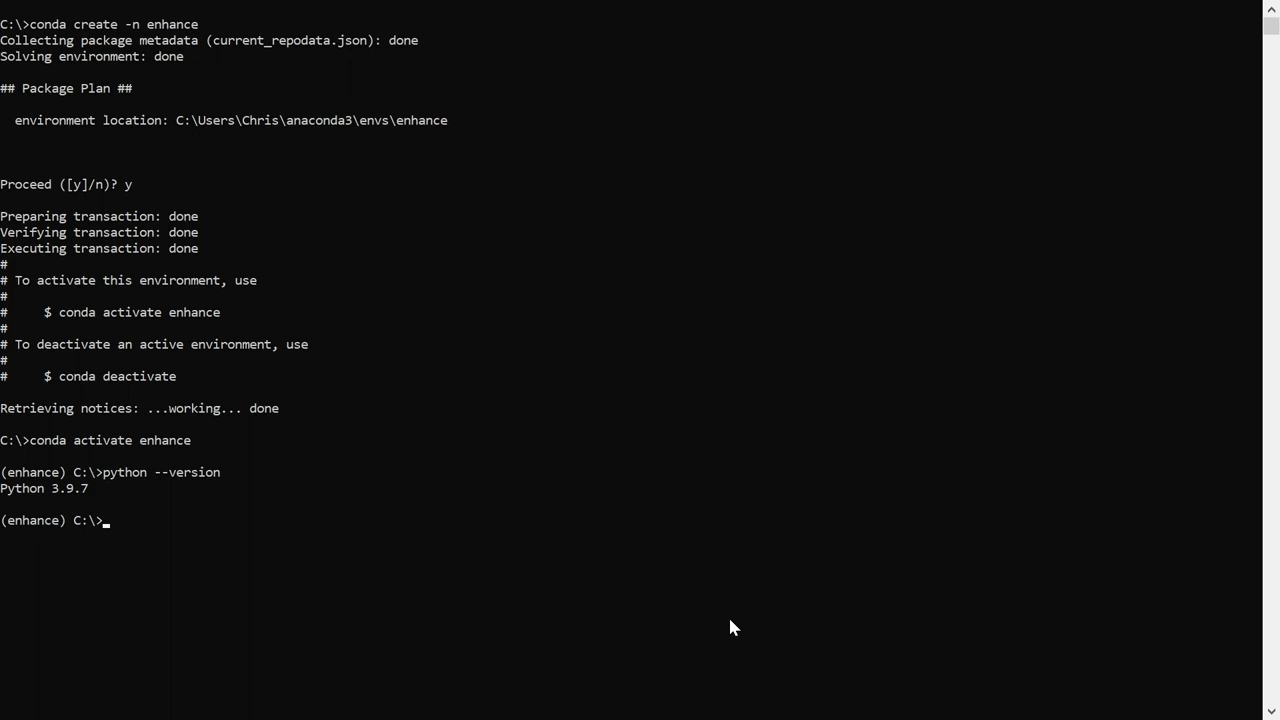 C:\>conda create -n enhance
Collecting package metadata (current_repodata.json): done
Solving environment: done
## Package Plan ##
environment location: C:\Users\Chris\anaconda3\envs\enhance
Proceed ([y]/n)? y
Preparing transaction: done
Verifying transaction: done
Executing transaction: done
#
# To activate this environment, use
#
#     $ conda activate enhance
#
# To deactivate an active environment, use
#
#     $ conda deactivate
Retrieving notices: ...working... done
C:\>conda activate enhance
(enhance) C:\>python --version
Python 3.9.7
(enhance) C:\>